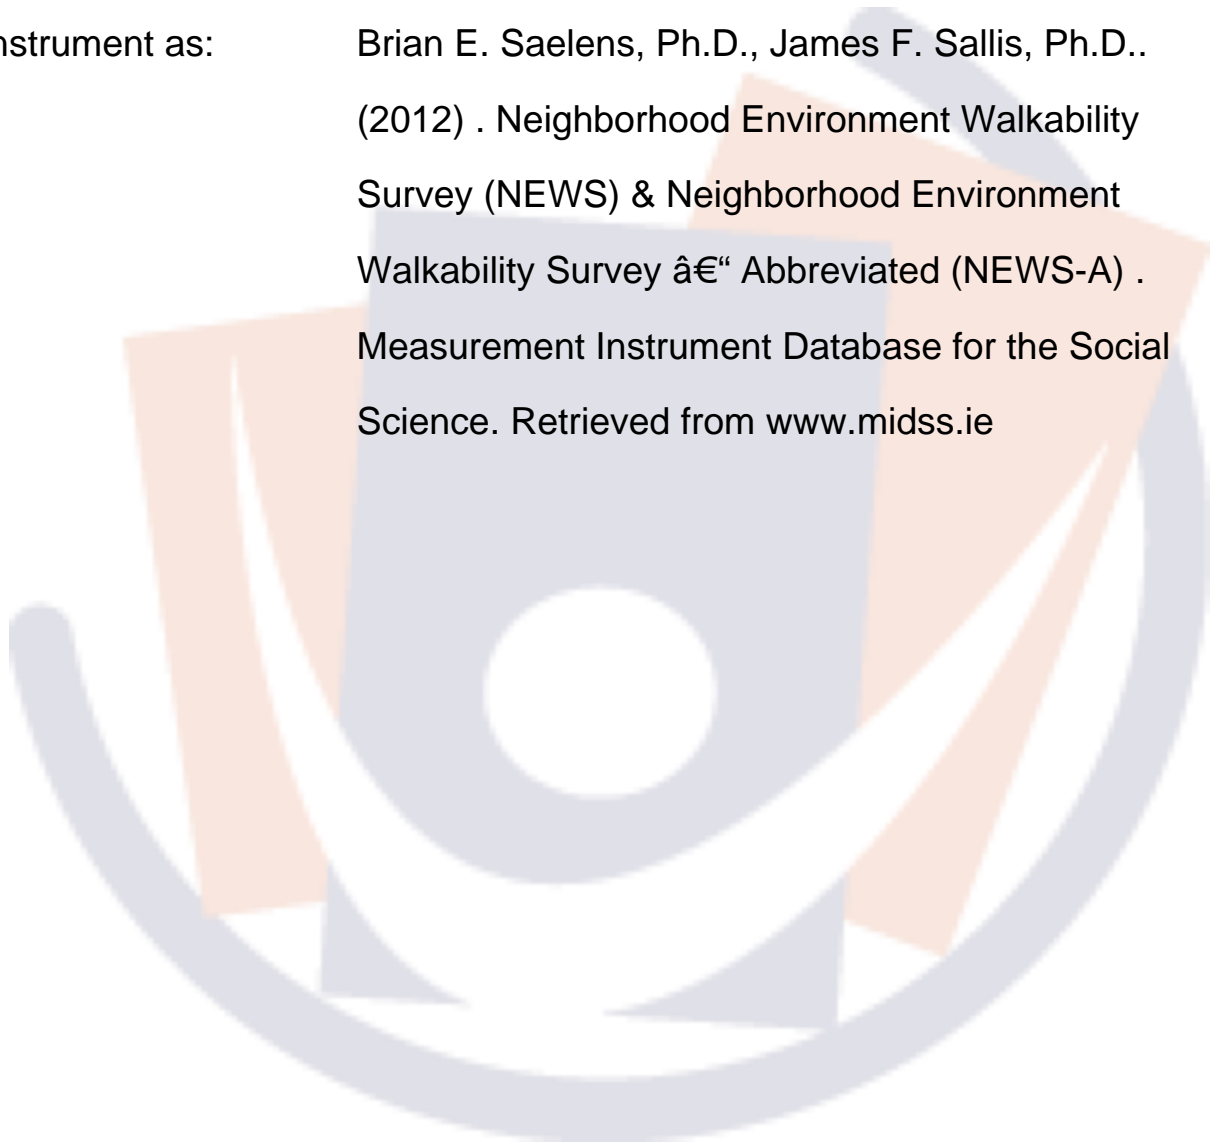 nstrument as: Brian E. Saelens, Ph.D., James F. Sallis, Ph.D..
(2012) . Neighborhood Environment Walkability
Survey (NEWS) & Neighborhood Environment
Walkability Survey â€“ Abbreviated (NEWS-A) .
Measurement Instrument Database for the Social
Science. Retrieved from www.midss.ie